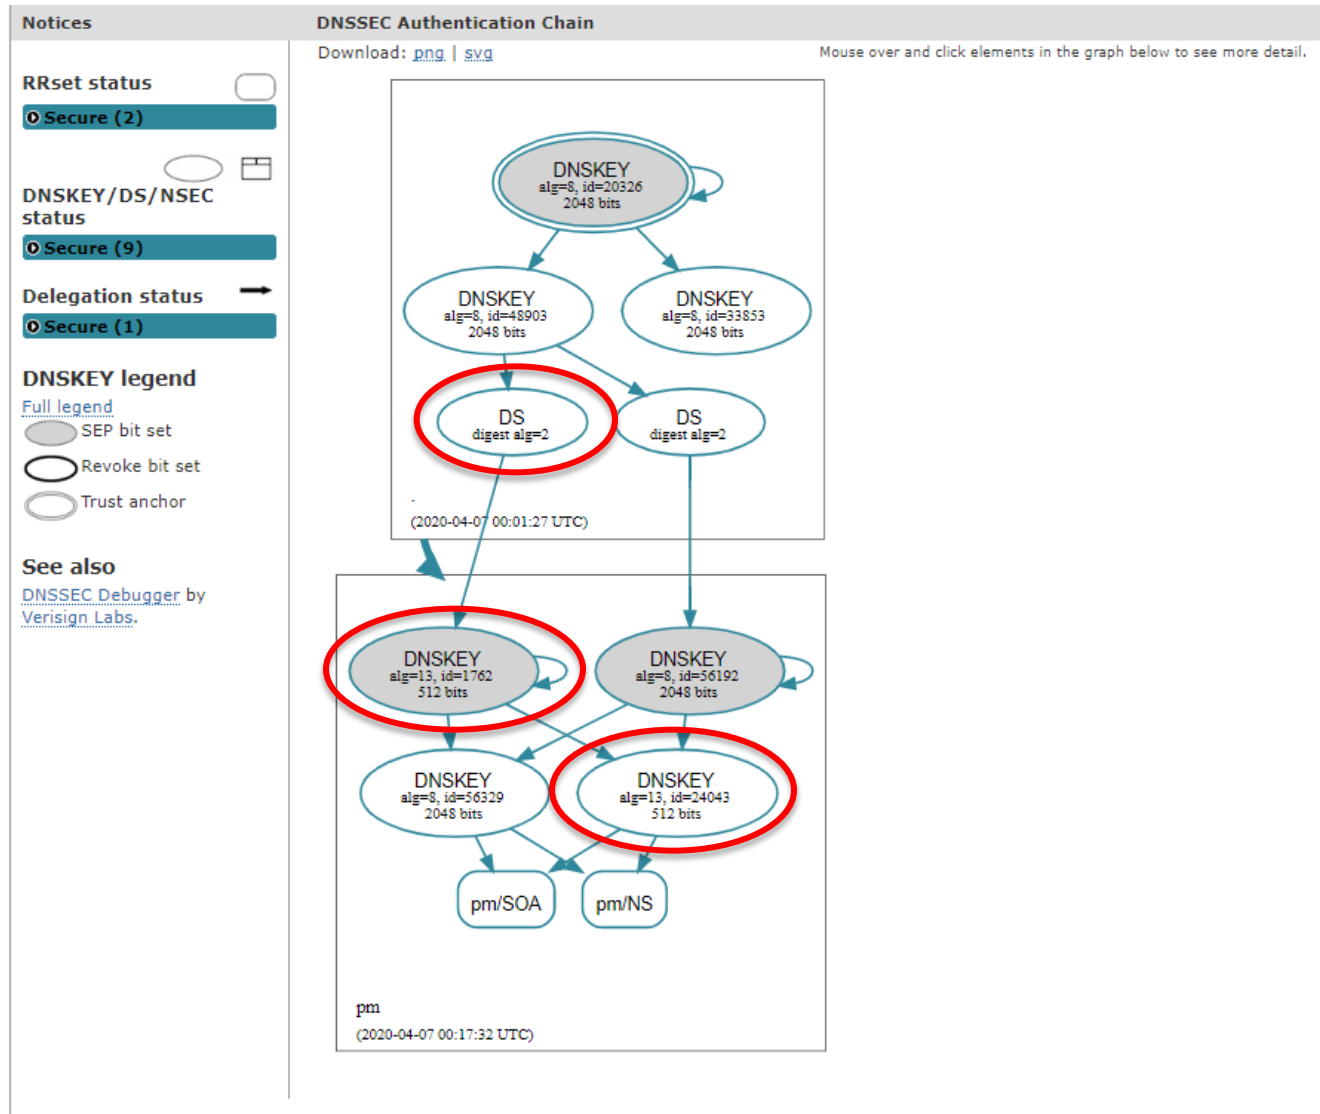 Notices
DNSSEC Authentication Chain
Download: png | svg
Mouse over and click elements in the graph below to see more detail.
RRset status
Secure (2)
DNSKEY/DS/NSEC
status
Secure (9)
Delegation status
Secure (1)
DNSKEY legend
Full legend
SEP bit set
Revoke bit set
Trust anchor
See also
DNSSEC Debugger by
Verisign Labs.
DNSKEY
alg=8, id=20326
2048 bits
DNSKEY
alg=8, id=48903
2048 bits
DNSKEY
alg=8, id=33853
2048 bits
DS
digest alg=2
DS
digest alg=2
.
(2020-04-07 00:01:27 UTC)
DNSKEY
alg=13, id=1762
512 bits
DNSKEY
alg=8, id=56192
2048 bits
DNSKEY
alg=8, id=56329
2048 bits
DNSKEY
alg=13, id=24043
512 bits
pm/SOA
pm/NS
pm
(2020-04-07 00:17:32 UTC)